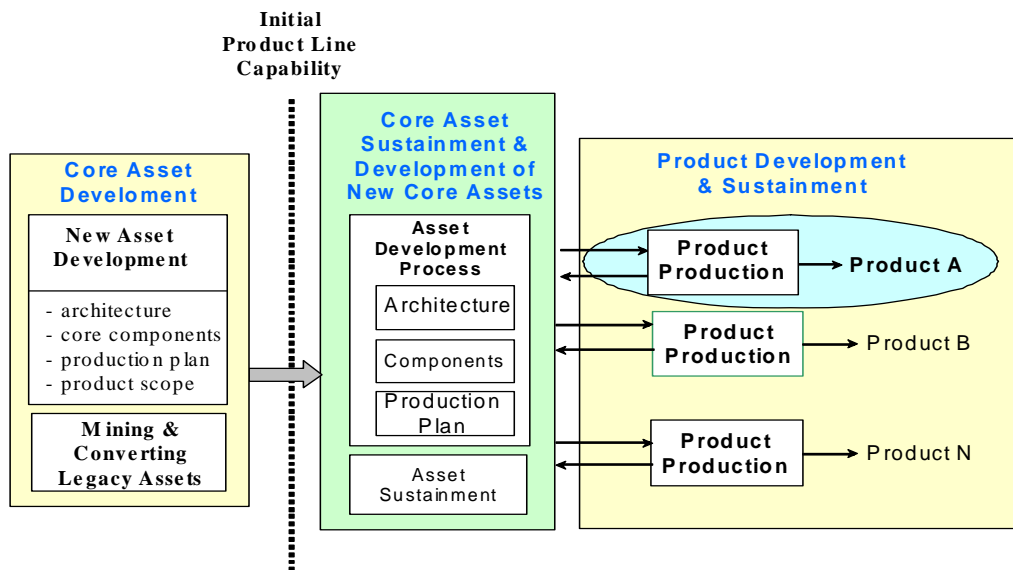 Initial
Product Line
Capability
Core Asset
Develoment
New Asset
Development
- architecture
- core components
- production plan
- product scope
Mining &
Converting
Legacy Assets
Core Asset
Sustainment &
Development of
New Core Assets
Asset
Development
Process
Architecture
Components
Production
Plan
Asset
Sustainment
Product Development
& Sustainment
Product
Production
Product A
Product
Production
Product B
Product
Production
Product N